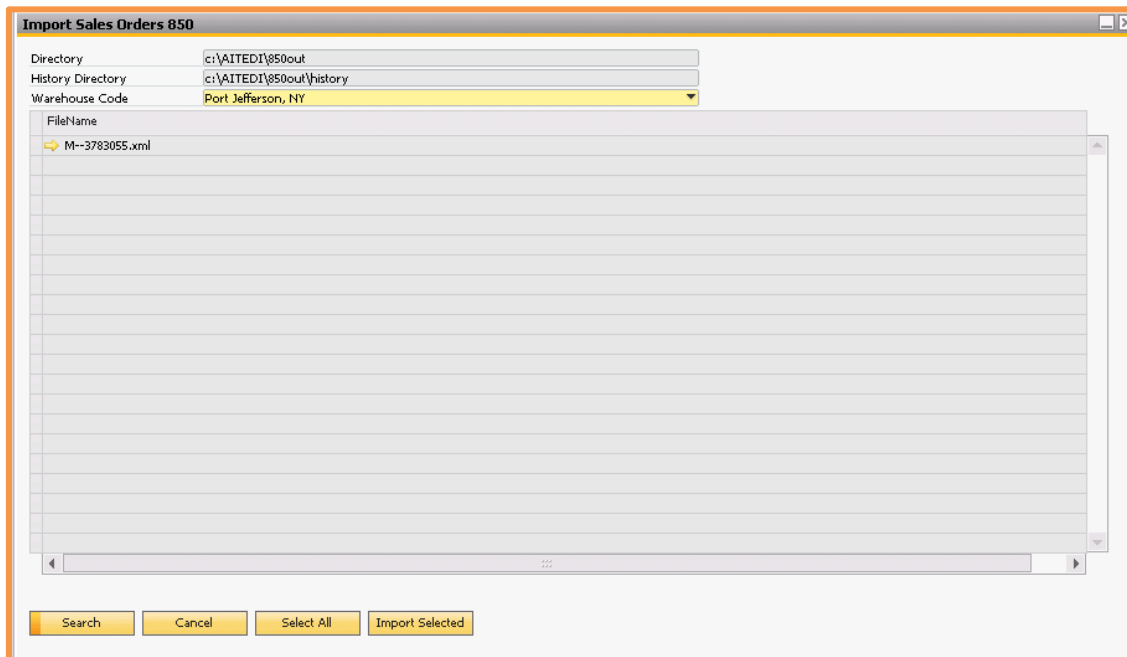 Import Sales Orders 850
Directory c:\AITEDI\850out
History Directory c:\AITEDI\850out\history
Warehouse Code Port Jefferson, NY
FileName
M--3783055.xml
Search Cancel Select All Import Selected